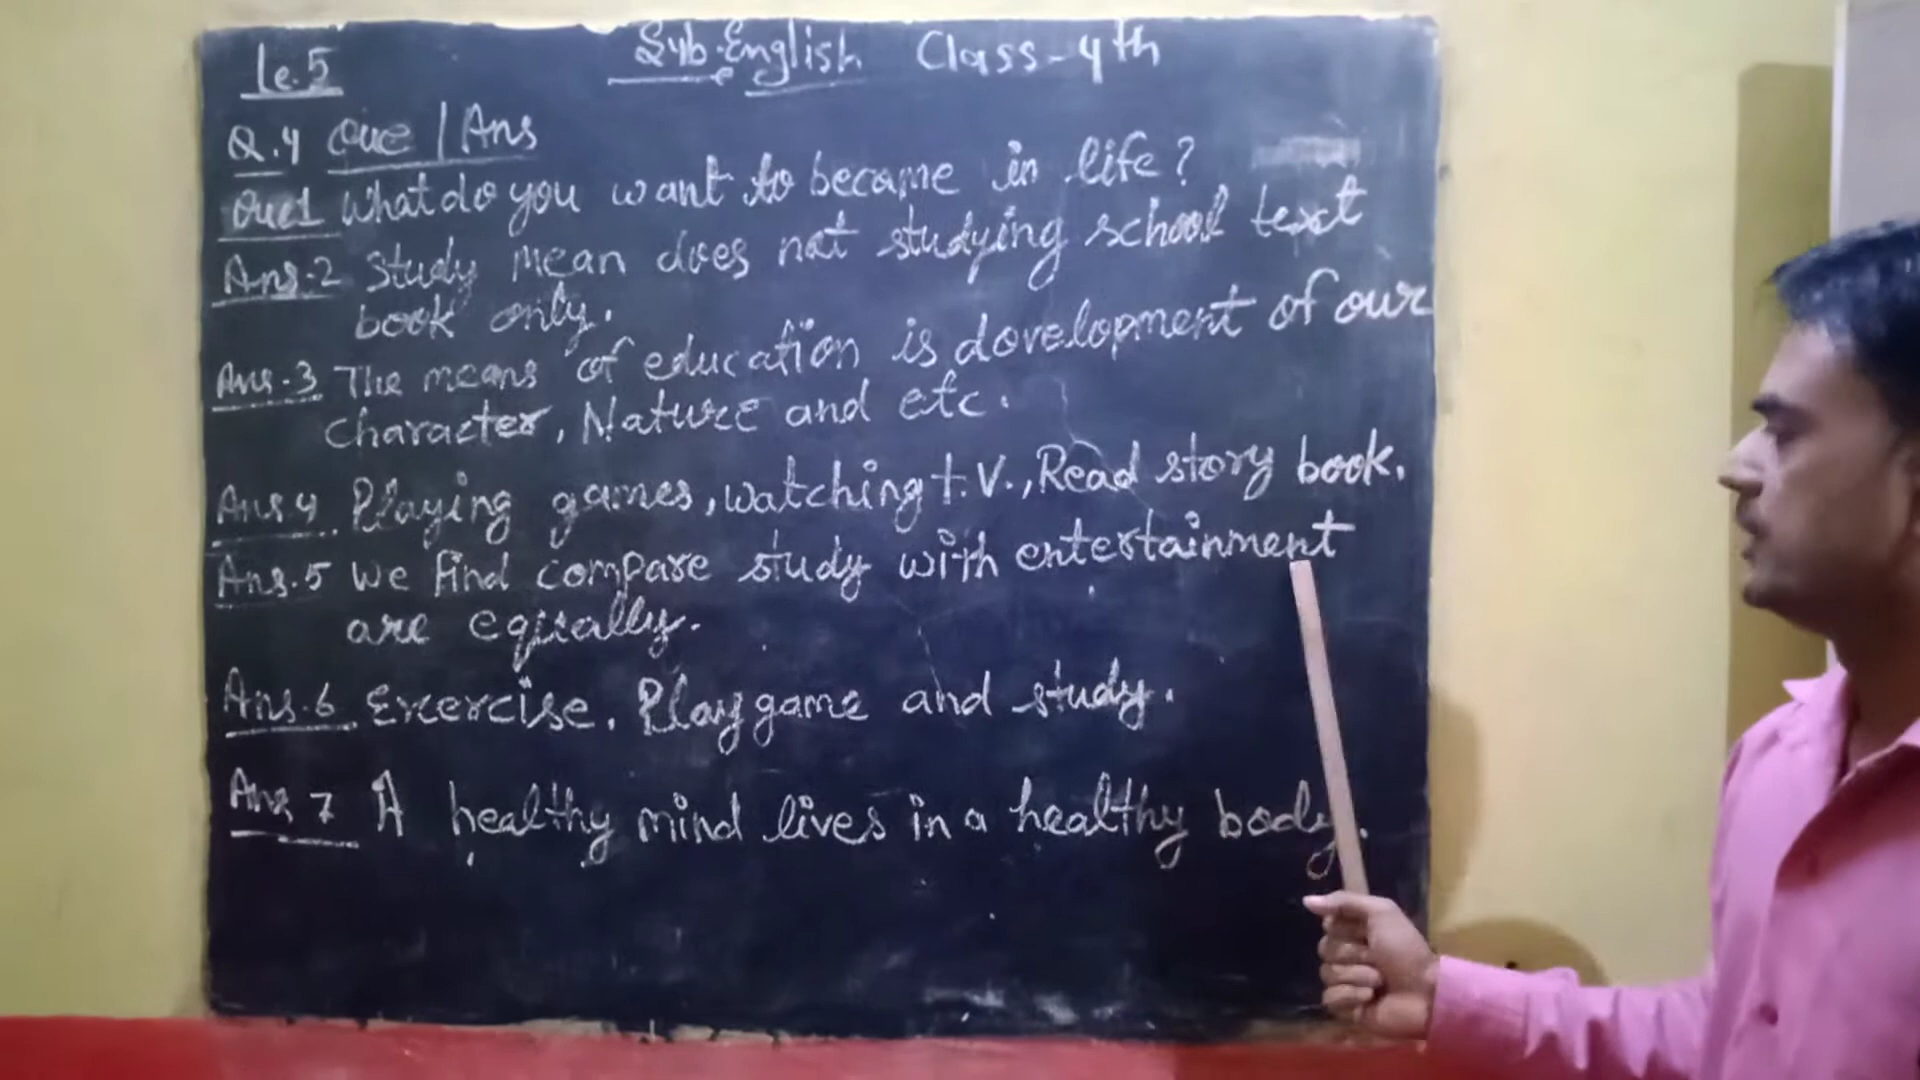 Le.5 Sub. English Class-4th
Q.4 Que | Ans
Que1 What do you want to became in life?
Ans.2 Study mean does not studying school text
book only.
Ans.3 The means of education is dovelopment of our
character, Nature and etc.
Ans4. Playing games, watching t.V., Read story book.
Ans.5 We find compare study with entertainment
are equally.
Ans.6 Exercise. Play game and study.
Ans 7 A healthy mind lives in a healthy body.